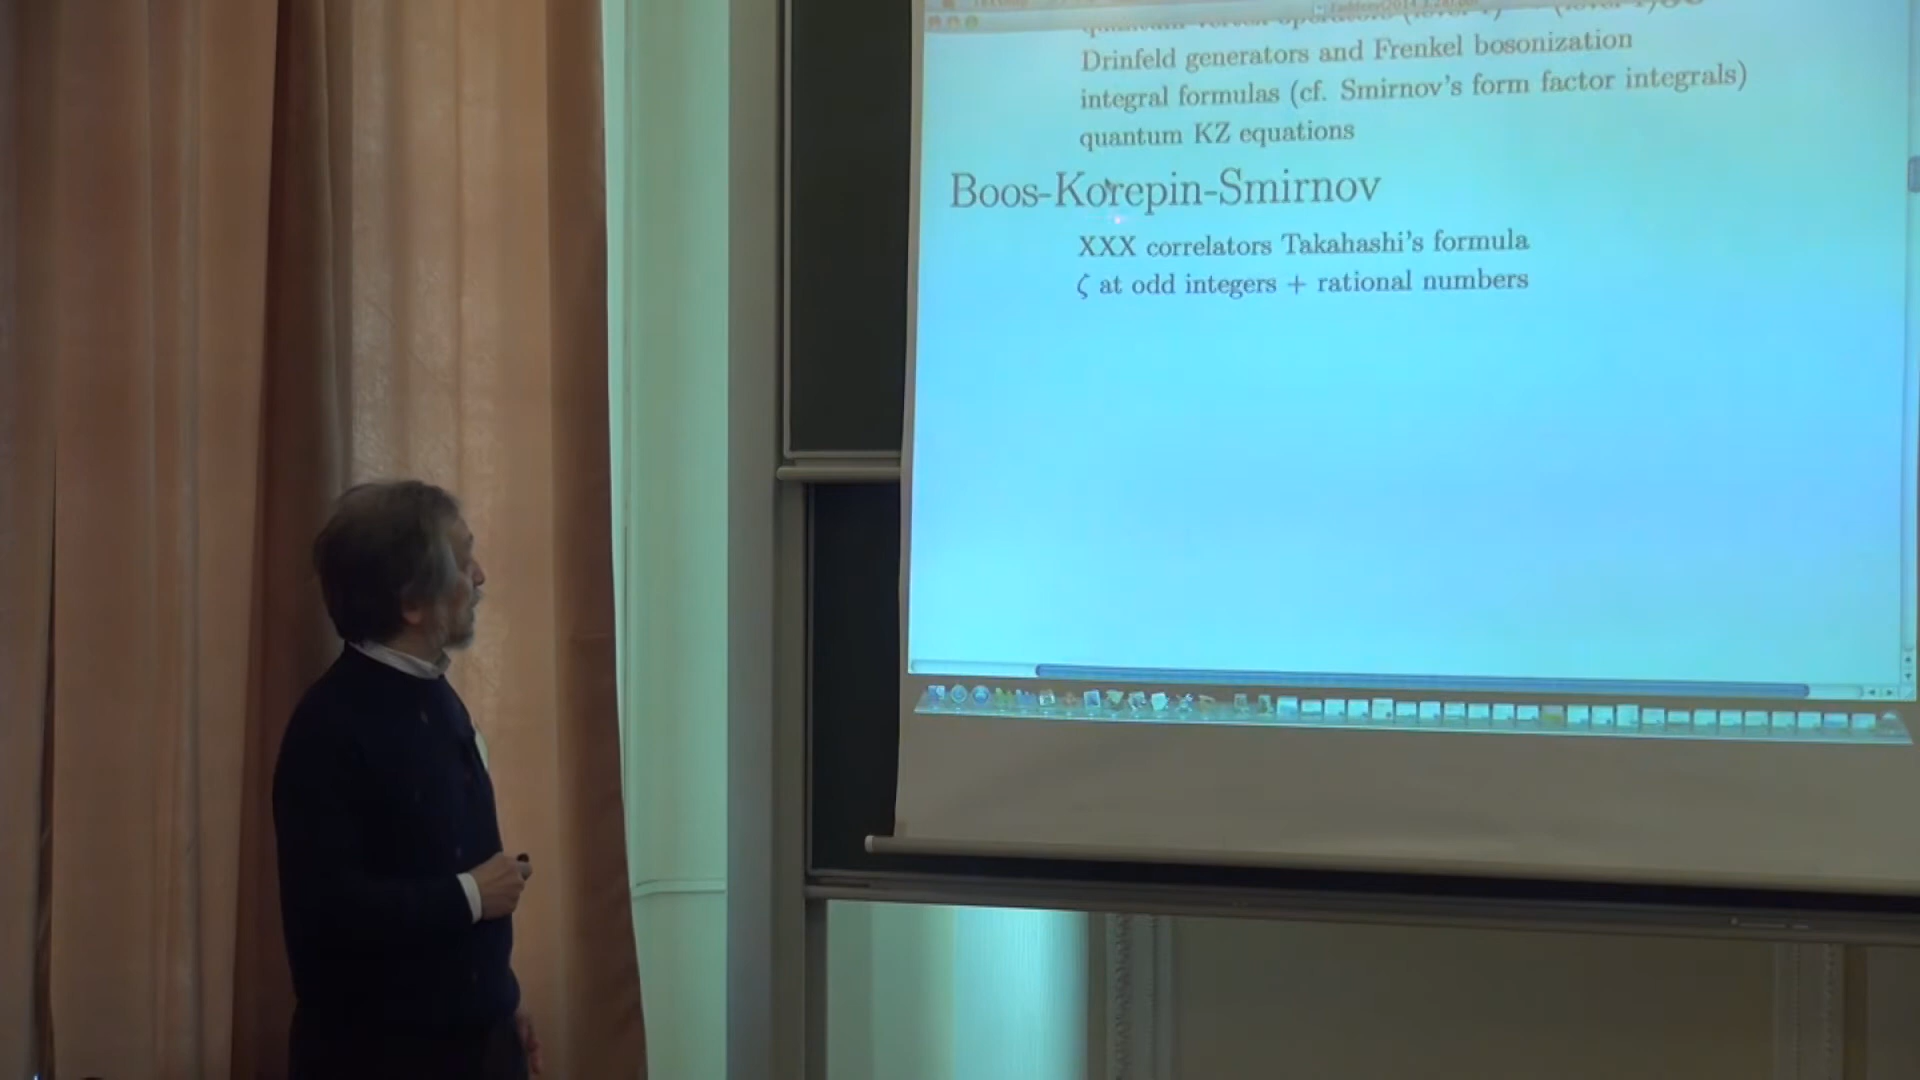 Drinfeld generators and Frenkel bosonization
integral formulas (cf. Smirnov's form factor integrals)
quantum KZ equations
Boos-Korepin-Smirnov
XXX correlators Takahashi's formula
ζ at odd integers + rational numbers